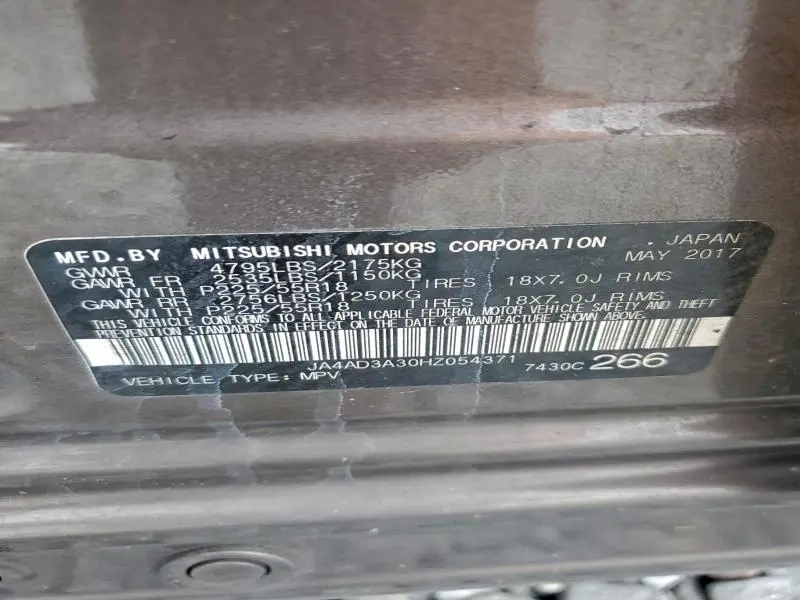 MFD.BY MITSUBISHI MOTORS CORPORATION . JAPAN
GVWR 4795LBS/2175KG MAY 2017
GAWR FR 2535LBS/1150KG
WITH P225/55R18 TIRES 18X7.0J RIMS
GAWR RR 2756LBS/1250KG
WITH P225/55R18 TIRES 18X7.0J RIMS
THIS VEHICLE CONFORMS TO ALL APPLICABLE FEDERAL MOTOR VEHICLE SAFETY AND THEFT
PREVENTION STANDARDS IN EFFECT ON THE DATE OF MANUFACTURE SHOWN ABOVE.
JA4AD3A30HZ054371 7430C 266
VEHICLE TYPE: MPV